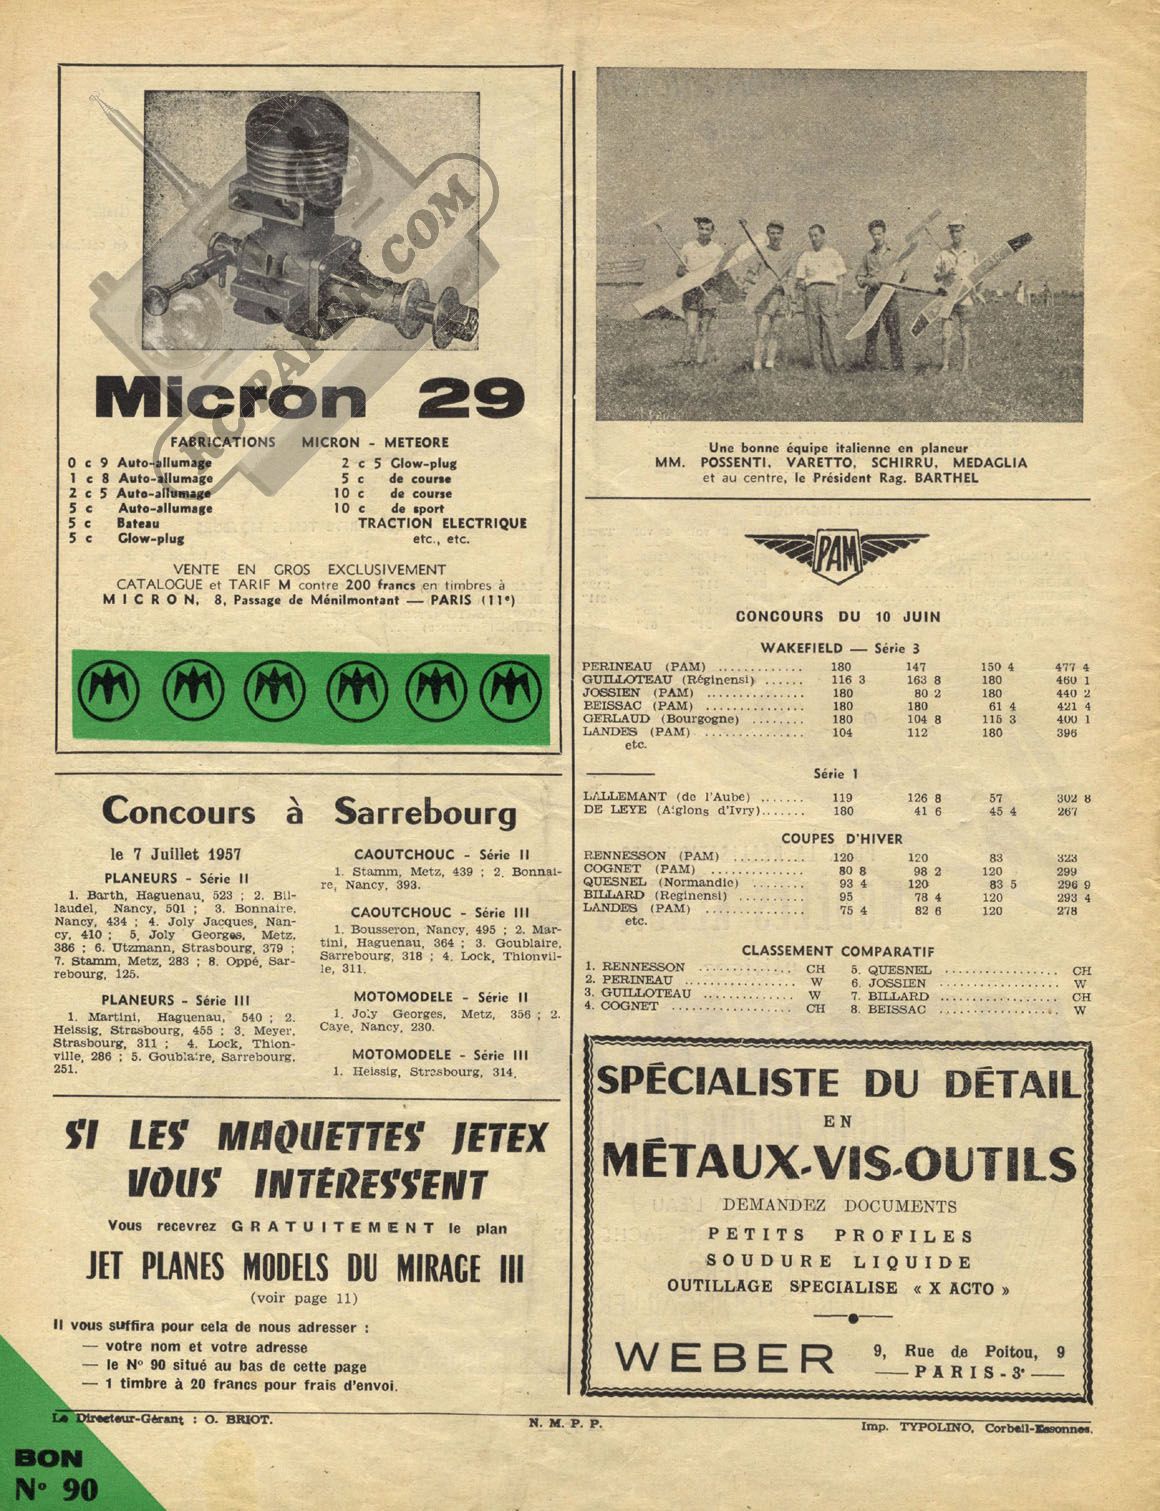 Micron 29
FABRICATIONS MICRON - METEORE
0 c 9 Auto-allumage
1 c 8 Auto-allumage
2 c 5 Auto-allumage
5 c Auto-allumage
5 c Bateau
5 c Glow-plug
2 c 5 Glow-plug
5 c de course
10 c de course
10 c de sport
TRACTION ELECTRIQUE
etc., etc.
VENTE EN GROS EXCLUSIVEMENT
CATALOGUE et TARIF M contre 200 francs en timbres à
MICRON, 8, Passage de Ménilmontant — PARIS (11e)
RCPAPER.COM
Concours à Sarrebourg
le 7 Juillet 1957
PLANEURS - Série II
1. Barth, Haguenau, 523 ; 2. Bil-
laudel, Nancy, 501 ; 3. Bonnaire,
Nancy, 434 ; 4. Joly Jacques, Nan-
cy, 410 ; 5. Joly Georges, Metz,
386 ; 6. Utzmann, Strasbourg, 379 ;
7. Stamm, Metz, 283 ; 8. Oppé, Sar-
rebourg, 125.
PLANEURS - Série III
1. Martini, Haguenau, 540 ; 2.
Heissig, Strasbourg, 455 ; 3. Meyer,
Strasbourg, 311 ; 4. Lock, Thion-
ville, 286 ; 5. Goublaire, Sarrebourg,
251.
CAOUTCHOUC - Série II
1. Stamm, Metz, 439 ; 2. Bonnai-
re, Nancy, 393.
CAOUTCHOUC - Série III
1. Bousseron, Nancy, 495 ; 2. Mar-
tini, Haguenau, 364 ; 3. Goublaire,
Sarrebourg, 318 ; 4. Lock, Thionvil-
le, 311.
MOTOMODELE - Série II
1. Joly Georges, Metz, 356 ; 2.
Caye, Nancy, 230.
MOTOMODELE - Série III
1. Heissig, Strasbourg, 314.
SI LES MAQUETTES JETEX
VOUS INTÉRESSENT
Vous recevrez GRATUITEMENT le plan
JET PLANES MODELS DU MIRAGE III
(voir page 11)
Il vous suffira pour cela de nous adresser :
— votre nom et votre adresse
— le N° 90 situé au bas de cette page
— 1 timbre à 20 francs pour frais d'envoi.
Une bonne équipe italienne en planeur
MM. POSSENTI, VARETTO, SCHIRRU, MEDAGLIA
et au centre, le Président Rag. BARTHEL
PAM
CONCOURS DU 10 JUIN
WAKEFIELD — Série 3
PERINEAU (PAM) ............. 180 147 150 4 477 4
GUILLOTEAU (Réginensi) ...... 116 3 163 8 180 460 1
JOSSIEN (PAM) ............... 180 80 2 180 440 2
BEISSAC (PAM) ............... 180 180 61 4 421 4
GERLAUD (Bourgogne) ........ 180 104 8 115 3 400 1
LANDES (PAM) ............... 104 112 180 396
etc.
Série 1
LALLEMANT (de l'Aube) ....... 119 126 8 57 302 8
DE LEYE (Aiglons d'Ivry)....... 180 41 6 45 4 267
COUPES D'HIVER
RENNESSON (PAM) ........... 120 120 83 323
COGNET (PAM) ............... 80 8 98 2 120 299
QUESNEL (Normandie) ........ 93 4 120 83 5 296 9
BILLARD (Reginensi) .......... 95 78 4 120 293 4
LANDES (PAM) ............... 75 4 82 6 120 278
etc.
CLASSEMENT COMPARATIF
1. RENNESSON .............. CH
2. PERINEAU ................ W
3. GUILLOTEAU ............. W
4. COGNET .................. CH
5. QUESNEL ................. CH
6. JOSSIEN .................. W
7. BILLARD .................. CH
8. BEISSAC .................. W
SPÉCIALISTE DU DÉTAIL
EN
MÉTAUX-VIS-OUTILS
DEMANDEZ DOCUMENTS
PETITS PROFILES
SOUDURE LIQUIDE
OUTILLAGE SPECIALISE « X ACTO »
WEBER
9, Rue de Poitou, 9
— PARIS-3e —
Le Directeur-Gérant : O. BRIOT.
N. M. P. P.
Imp. TYPOLINO, Corbeil-Essonnes.
BON
N° 90